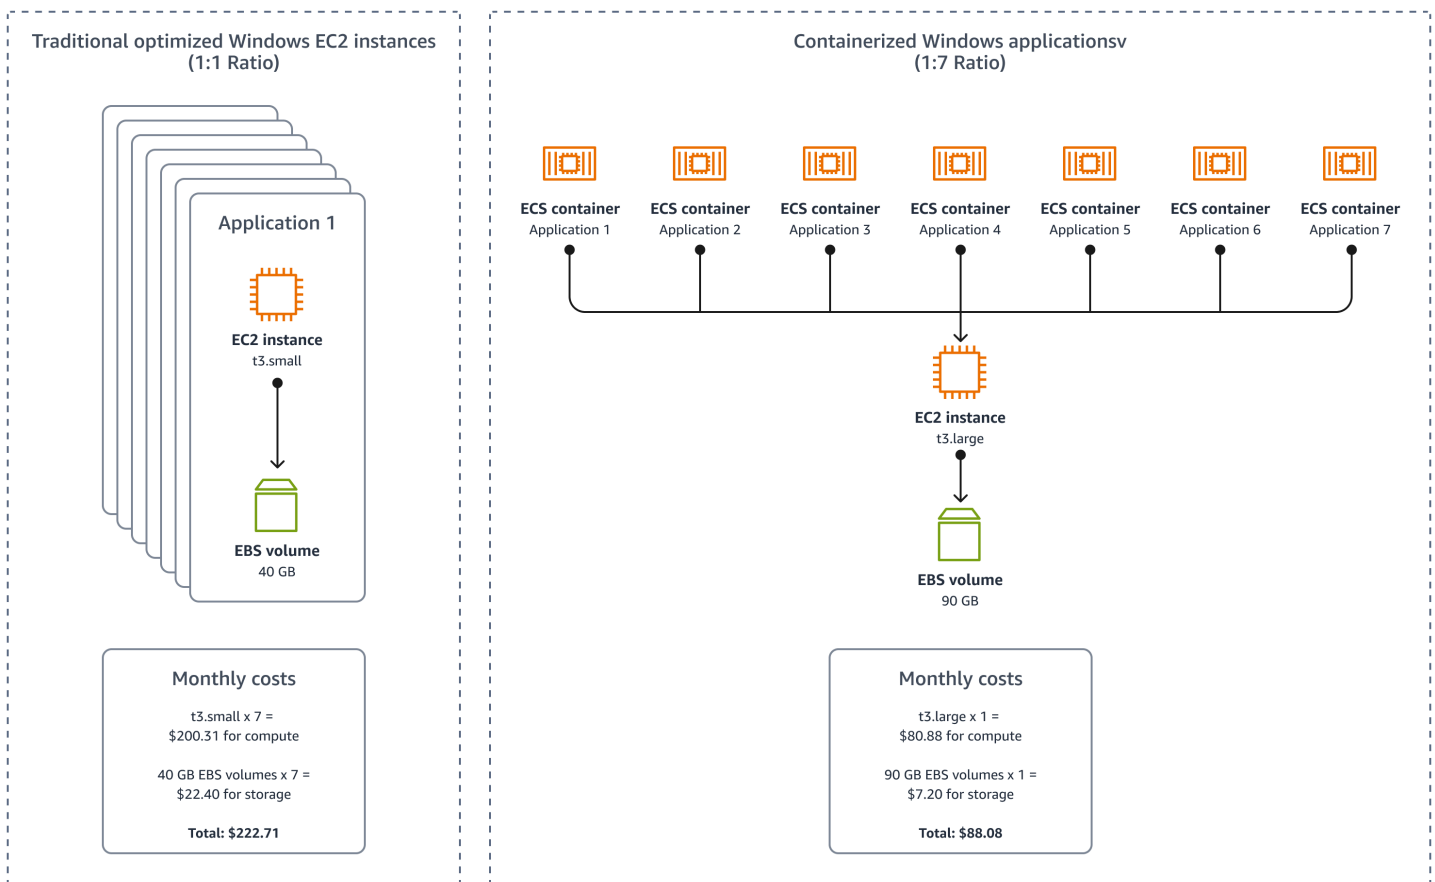 Traditional optimized Windows EC2 instances
(1:1 Ratio)
Application 1
EC2 instance
t3.small
EBS volume
40 GB
Monthly costs
t3.small x 7 =
$200.31 for compute
40 GB EBS volumes x 7 =
$22.40 for storage
Total: $222.71
Containerized Windows applicationsv
(1:7 Ratio)
ECS container
Application 1
ECS container
Application 2
ECS container
Application 3
ECS container
Application 4
ECS container
Application 5
ECS container
Application 6
ECS container
Application 7
EC2 instance
t3.large
EBS volume
90 GB
Monthly costs
t3.large x 1 =
$80.88 for compute
90 GB EBS volumes x 1 =
$7.20 for storage
Total: $88.08